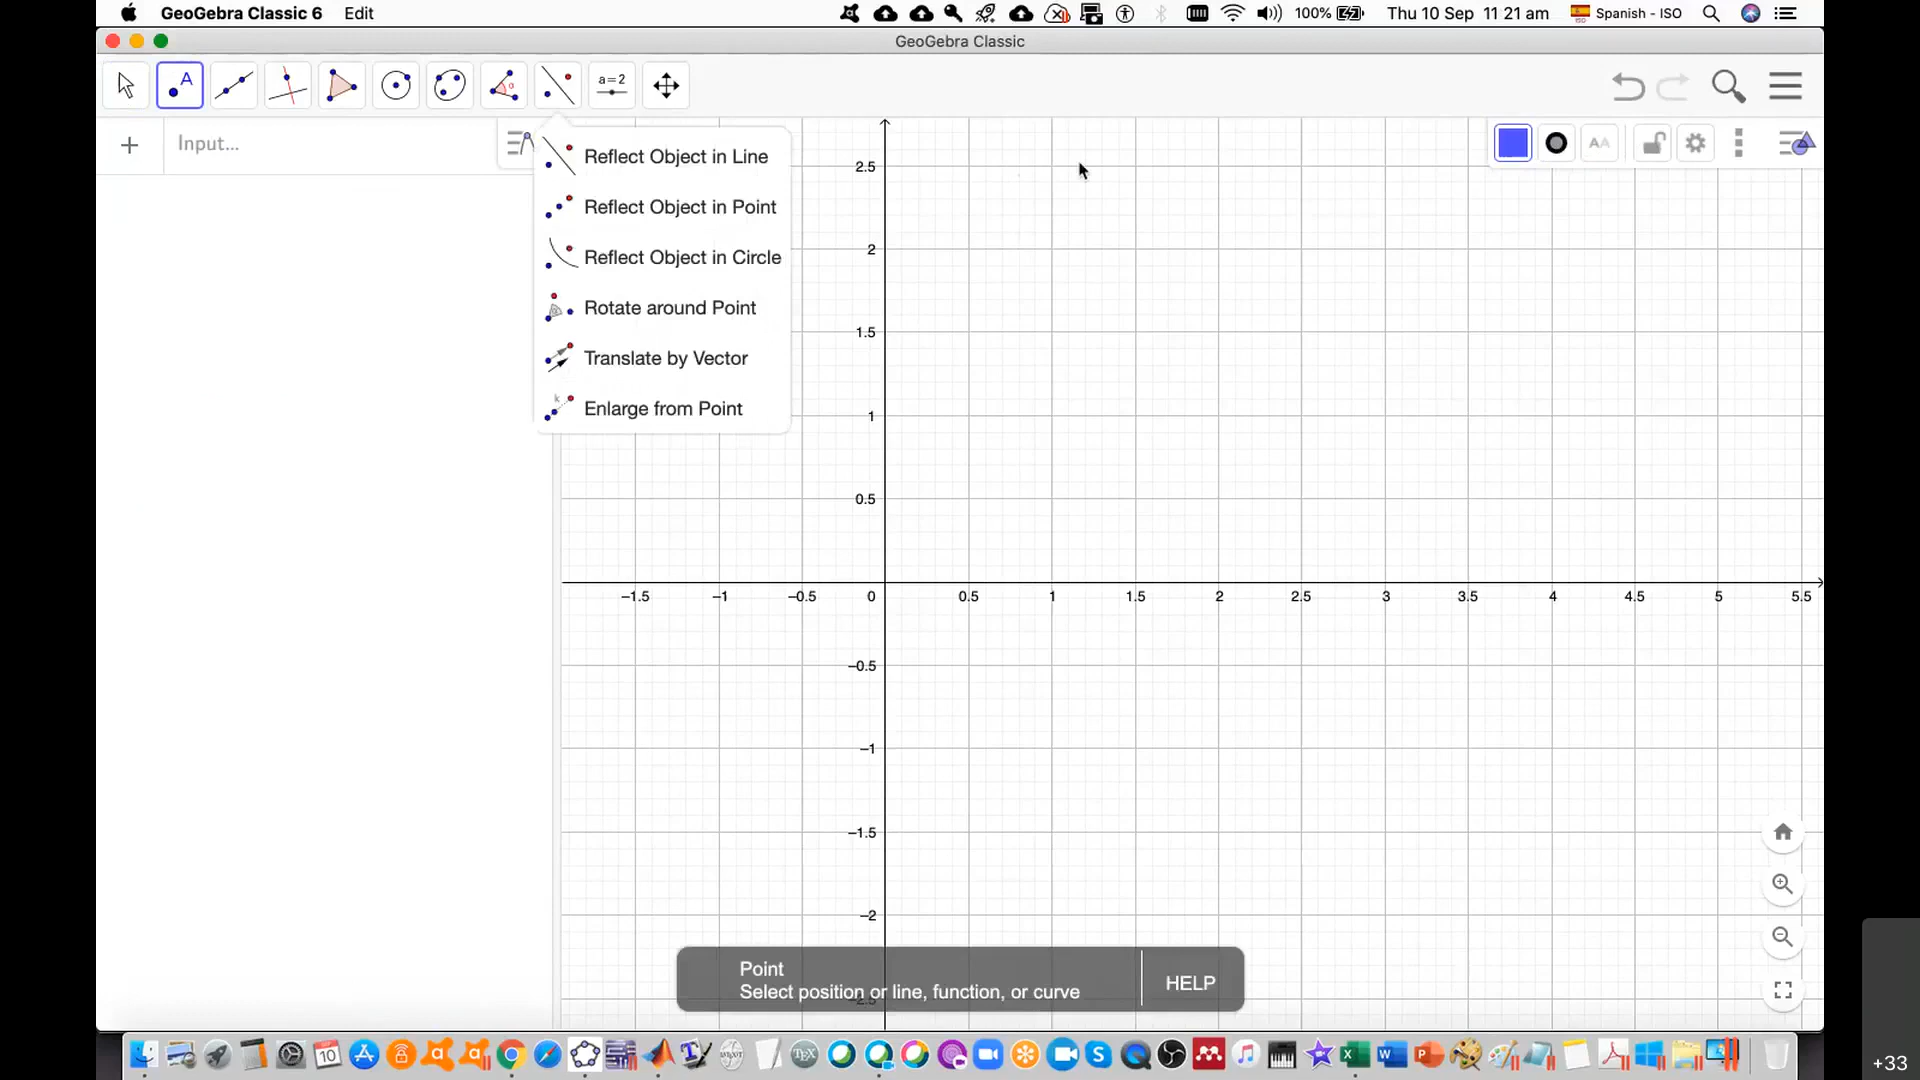 GeoGebra Classic 6 Edit 100% Thu 10 Sep 11 21 am Spanish - ISO
GeoGebra Classic
A
a=2
Input...
AA
Reflect Object in Line
Reflect Object in Point
Reflect Object in Circle
Rotate around Point
Translate by Vector
k
Enlarge from Point
2.5
2
1.5
1
0.5
–1.5 –1 –0.5 0 0.5 1 1.5 2 2.5 3 3.5 4 4.5 5 5.5
–0.5
–1
–1.5
–2
Point
Select position or line, function, or curve
HELP
–2.5
10
+33